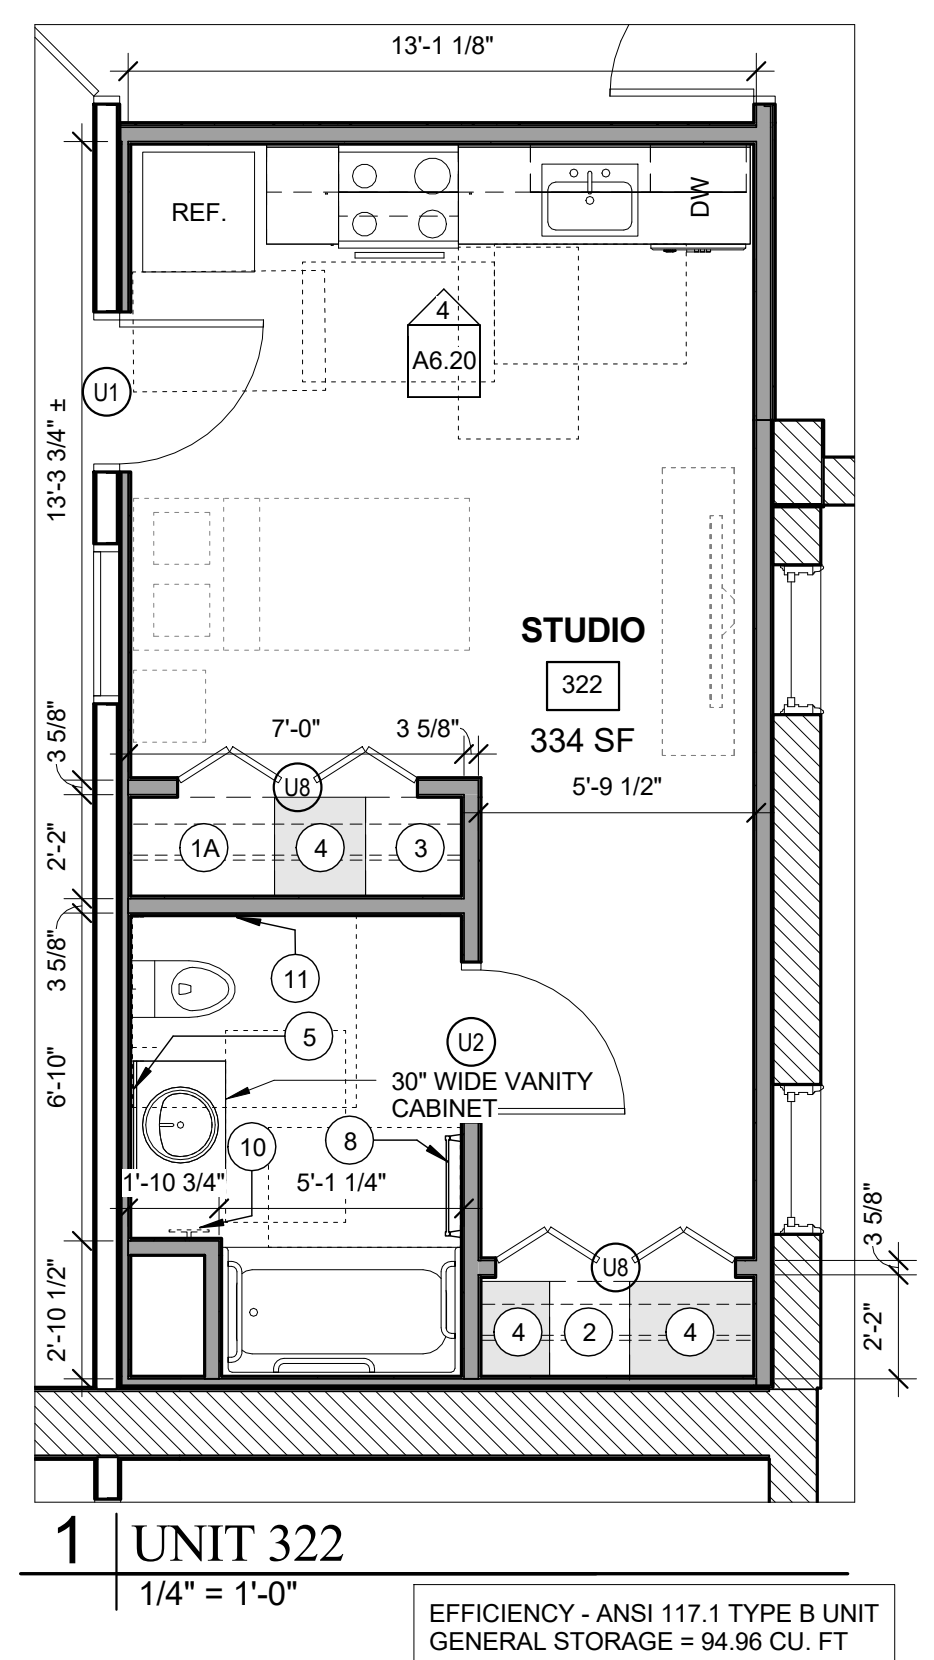 13'-1 1/8"
REF.
DW
4
A6.20
U1
13'-3 3/4" ±
STUDIO
322
334 SF
7'-0"
3 5/8"
3 5/8"
5'-9 1/2"
U8
2'-2"
1A
4
3
3 5/8"
11
5
U2
6'-10"
30" WIDE VANITY
CABINET
10
8
1'-10 3/4"
5'-1 1/4"
3 5/8"
U8
2'-10 1/2"
4
2
4
2'-2"
1
UNIT 322
1/4" = 1'-0"
EFFICIENCY - ANSI 117.1 TYPE B UNIT
GENERAL STORAGE = 94.96 CU. FT